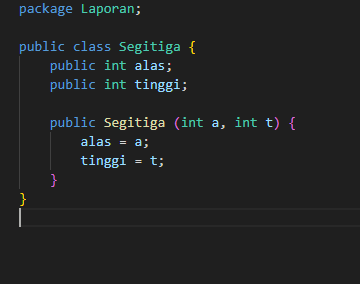 package Laporan;
public class Segitiga {
public int alas;
public int tinggi;
public Segitiga (int a, int t) {
alas = a;
tinggi = t;
}
}